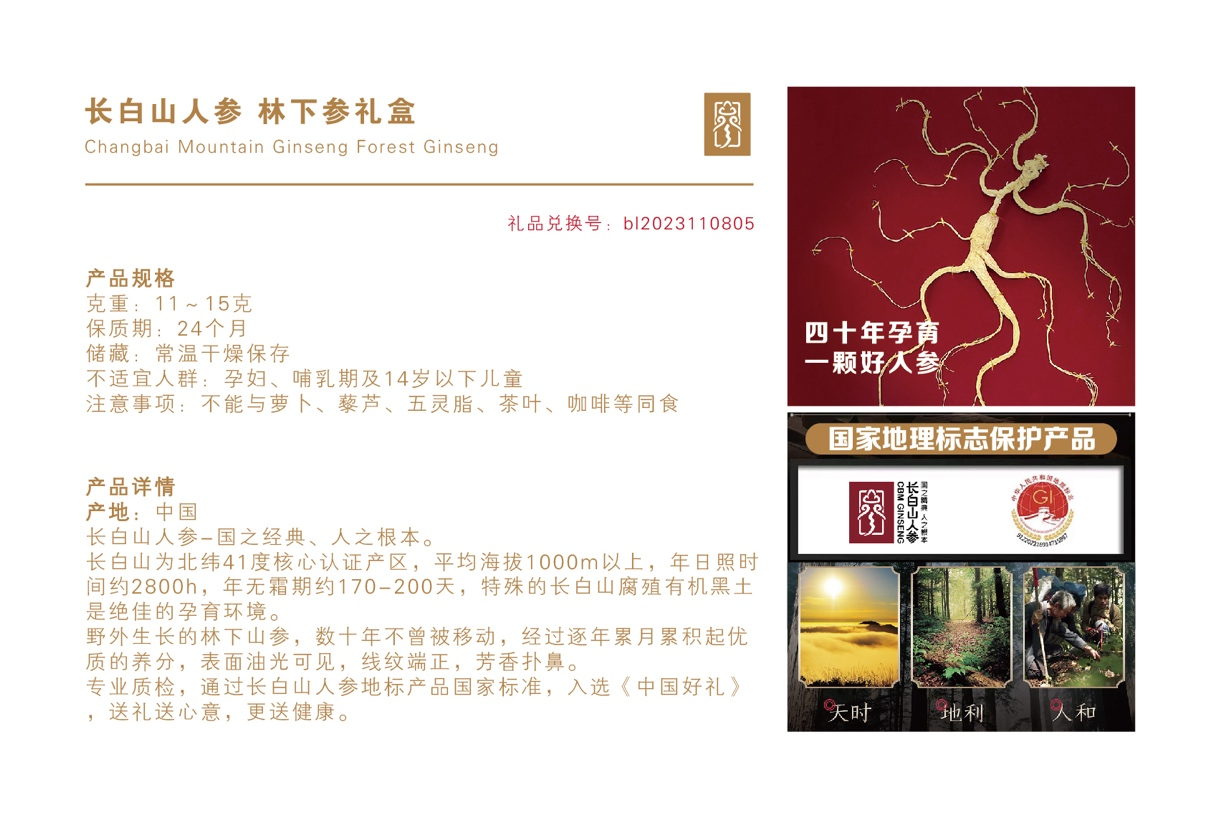 长白山人参 林下参礼盒
Changbai Mountain Ginseng Forest Ginseng
礼品兑换号：bl2023110805
产品规格
克重：11～15克
保质期：24个月
储藏：常温干燥保存
不适宜人群：孕妇、哺乳期及14岁以下儿童
注意事项：不能与萝卜、藜芦、五灵脂、茶叶、咖啡等同食
产品详情
产地：中国
长白山人参–国之经典、人之根本。
长白山为北纬41度核心认证产区，平均海拔1000m以上，年日照时
间约2800h，年无霜期约170–200天，特殊的长白山腐殖有机黑土
是绝佳的孕育环境。
野外生长的林下山参，数十年不曾被移动，经过逐年累月累积起优
质的养分，表面油光可见，线纹端正，芳香扑鼻。
专业质检，通过长白山人参地标产品国家标准，入选《中国好礼》
，送礼送心意，更送健康。
四十年孕育
一颗好人参
国家地理标志保护产品
长白山人参
CBM GINSENG
中华人民共和国地理标志
GI
天时
地利
人和